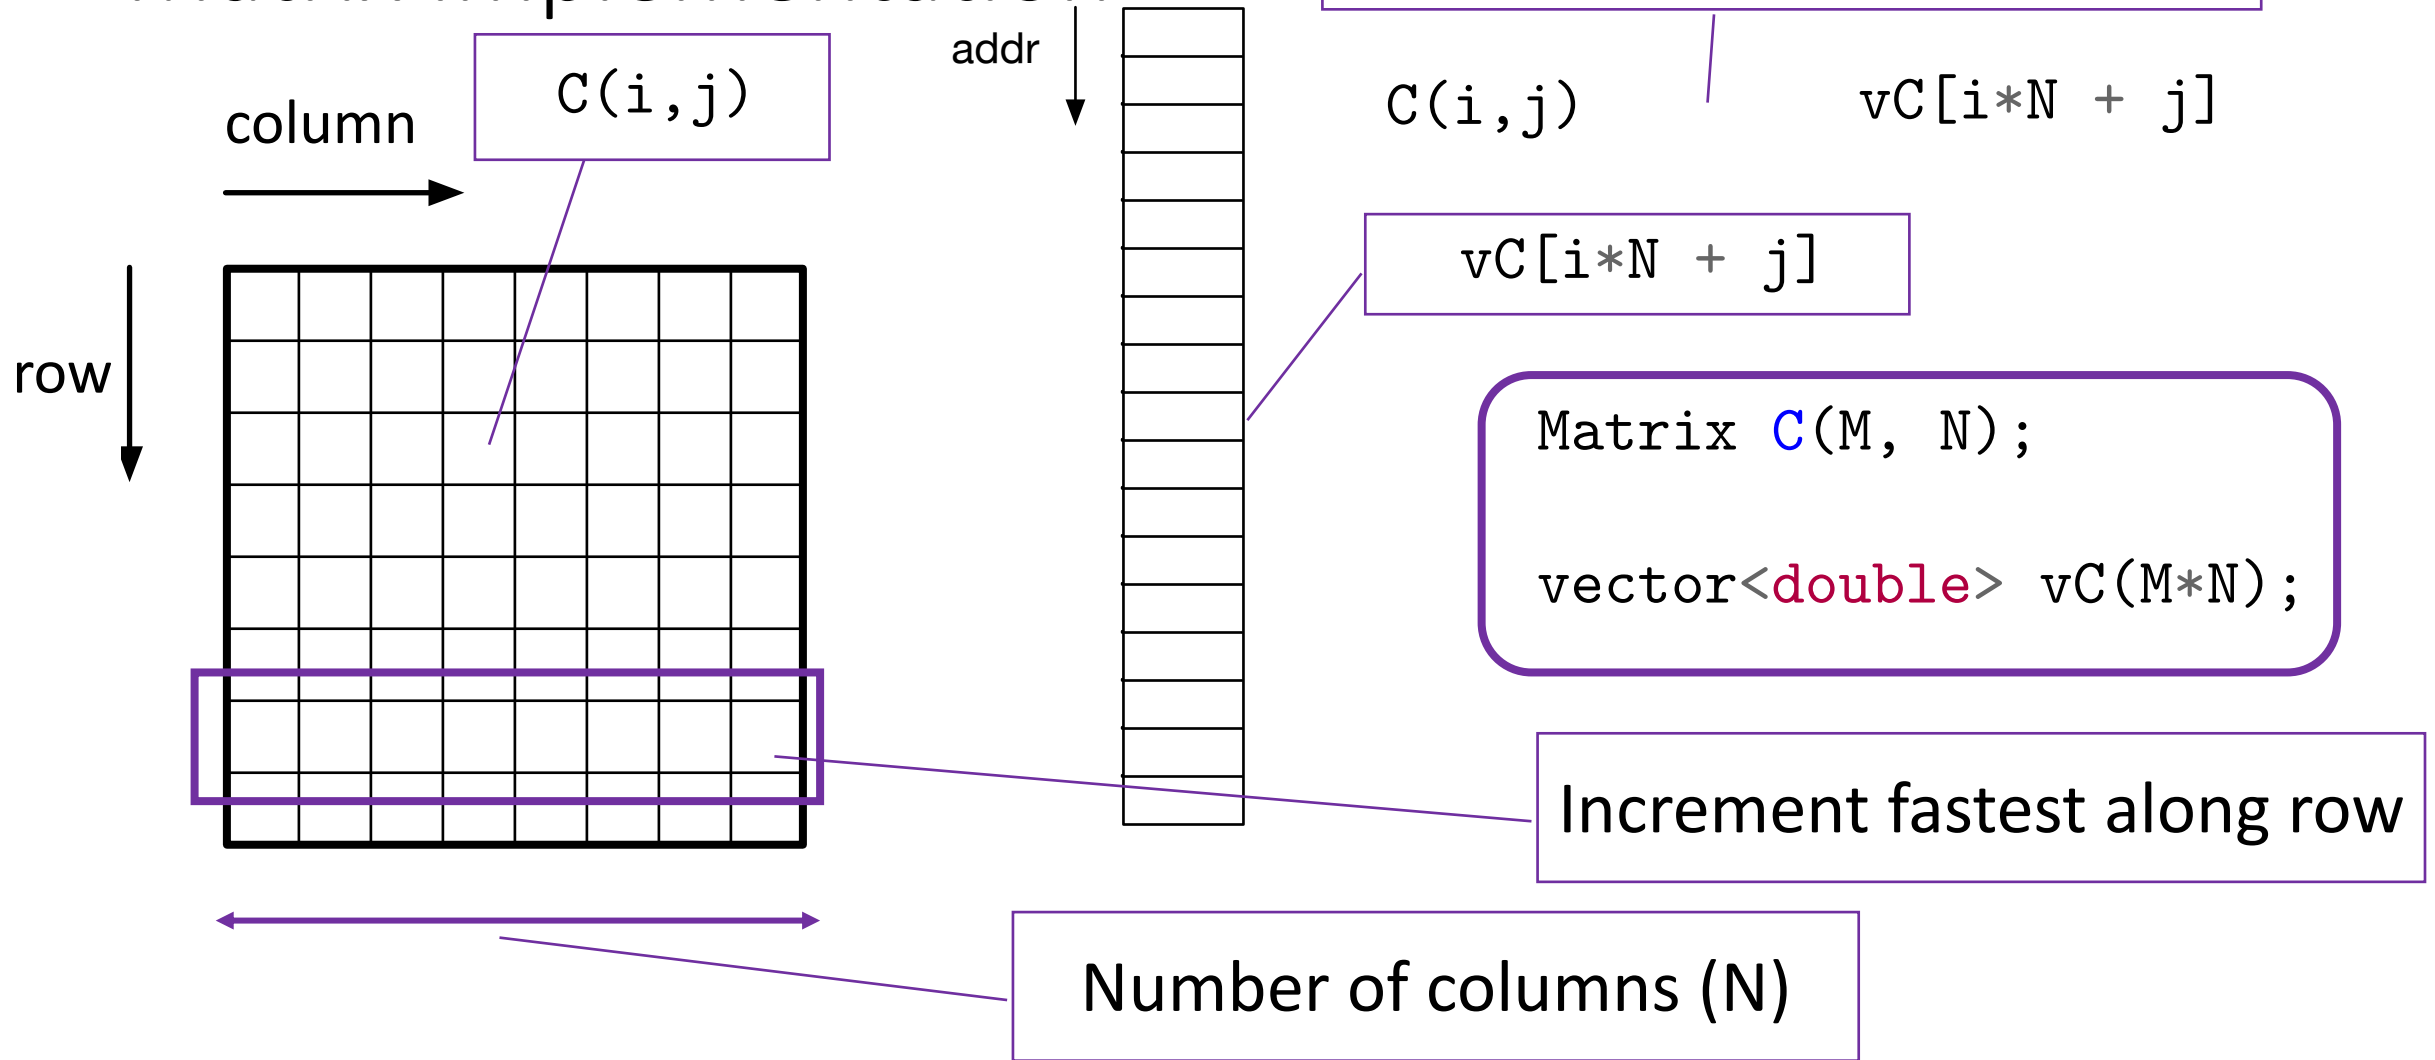 addr
C(i,j)
column
C(i,j)
vC[i*N + j]
vC[i*N + j]
row
Matrix C(M, N);
vector<double> vC(M*N);
Increment fastest along row
Number of columns (N)